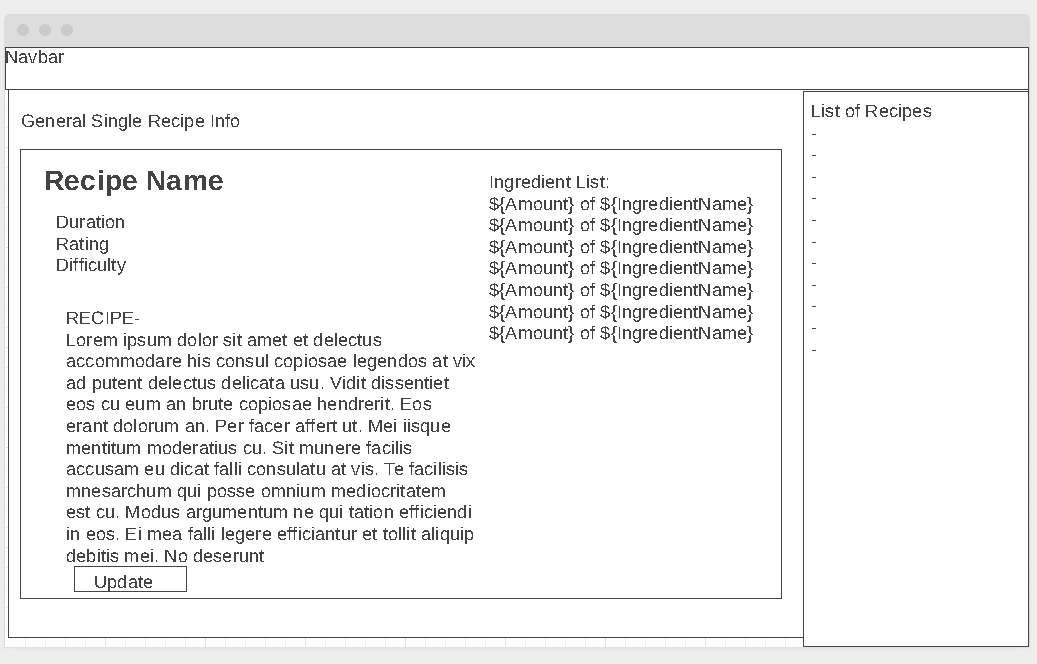 Navbar
General Single Recipe Info
Recipe Name
Duration
Rating
Difficulty
RECIPE-
Lorem ipsum dolor sit amet et delectus
accommodare his consul copiosae legendos at vix
ad putent delectus delicata usu. Vidit dissentiet
eos cu eum an brute copiosae hendrerit. Eos
erant dolorum an. Per facer affert ut. Mei iisque
mentitum moderatius cu. Sit munere facilis
accusam eu dicat falli consulatu at vis. Te facilisis
mnesarchum qui posse omnium mediocritatem
est cu. Modus argumentum ne qui tation efficiendi
in eos. Ei mea falli legere efficiantur et tollit aliquip
debitis mei. No deserunt
Update
Ingredient List:
${Amount} of ${IngredientName}
${Amount} of ${IngredientName}
${Amount} of ${IngredientName}
${Amount} of ${IngredientName}
${Amount} of ${IngredientName}
${Amount} of ${IngredientName}
${Amount} of ${IngredientName}
List of Recipes
-
-
-
-
-
-
-
-
-
-
-